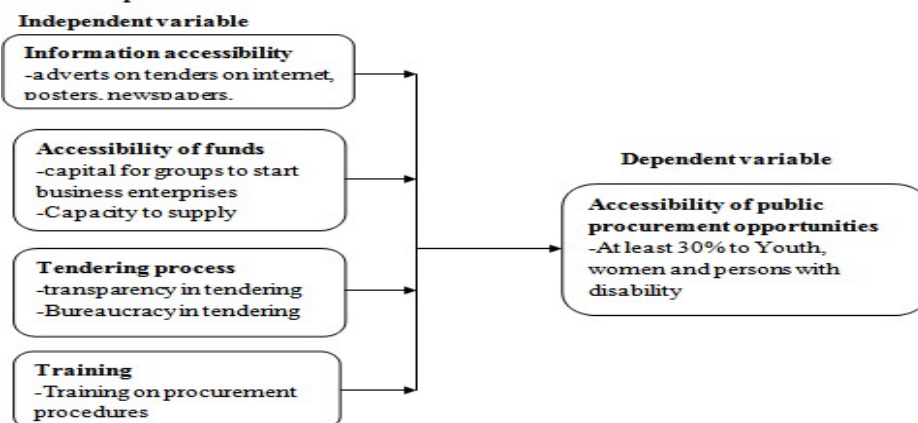 Independent variable
Information accessibility
-adverts on tenders on internet,
posters, newspapers.
Accessibility of funds
-capital for groups to start
business enterprises
-Capacity to supply
Tendering process
-transparency in tendering
-Bureaucracy in tendering
Training
-Training on procurement
procedures
Dependent variable
Accessibility of public
procurement opportunities
-At least 30% to Youth,
women and persons with
disability